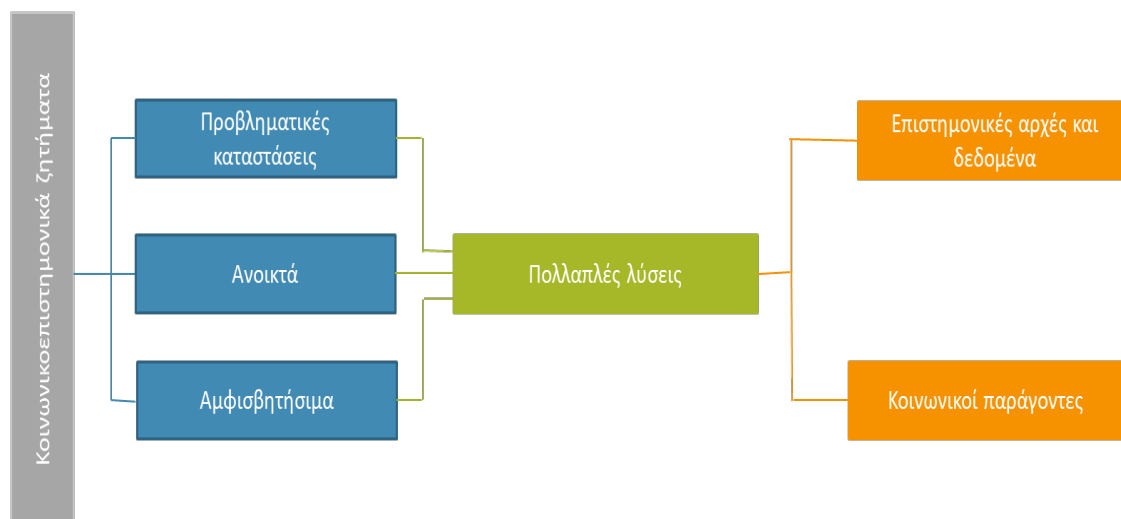 Κοινωνικοεπιστημονικά ζητήματα
Προβληματικές
καταστάσεις
Ανοικτά
Αμφισβητήσιμα
Πολλαπλές λύσεις
Επιστημονικές αρχές και
δεδομένα
Κοινωνικοί παράγοντες